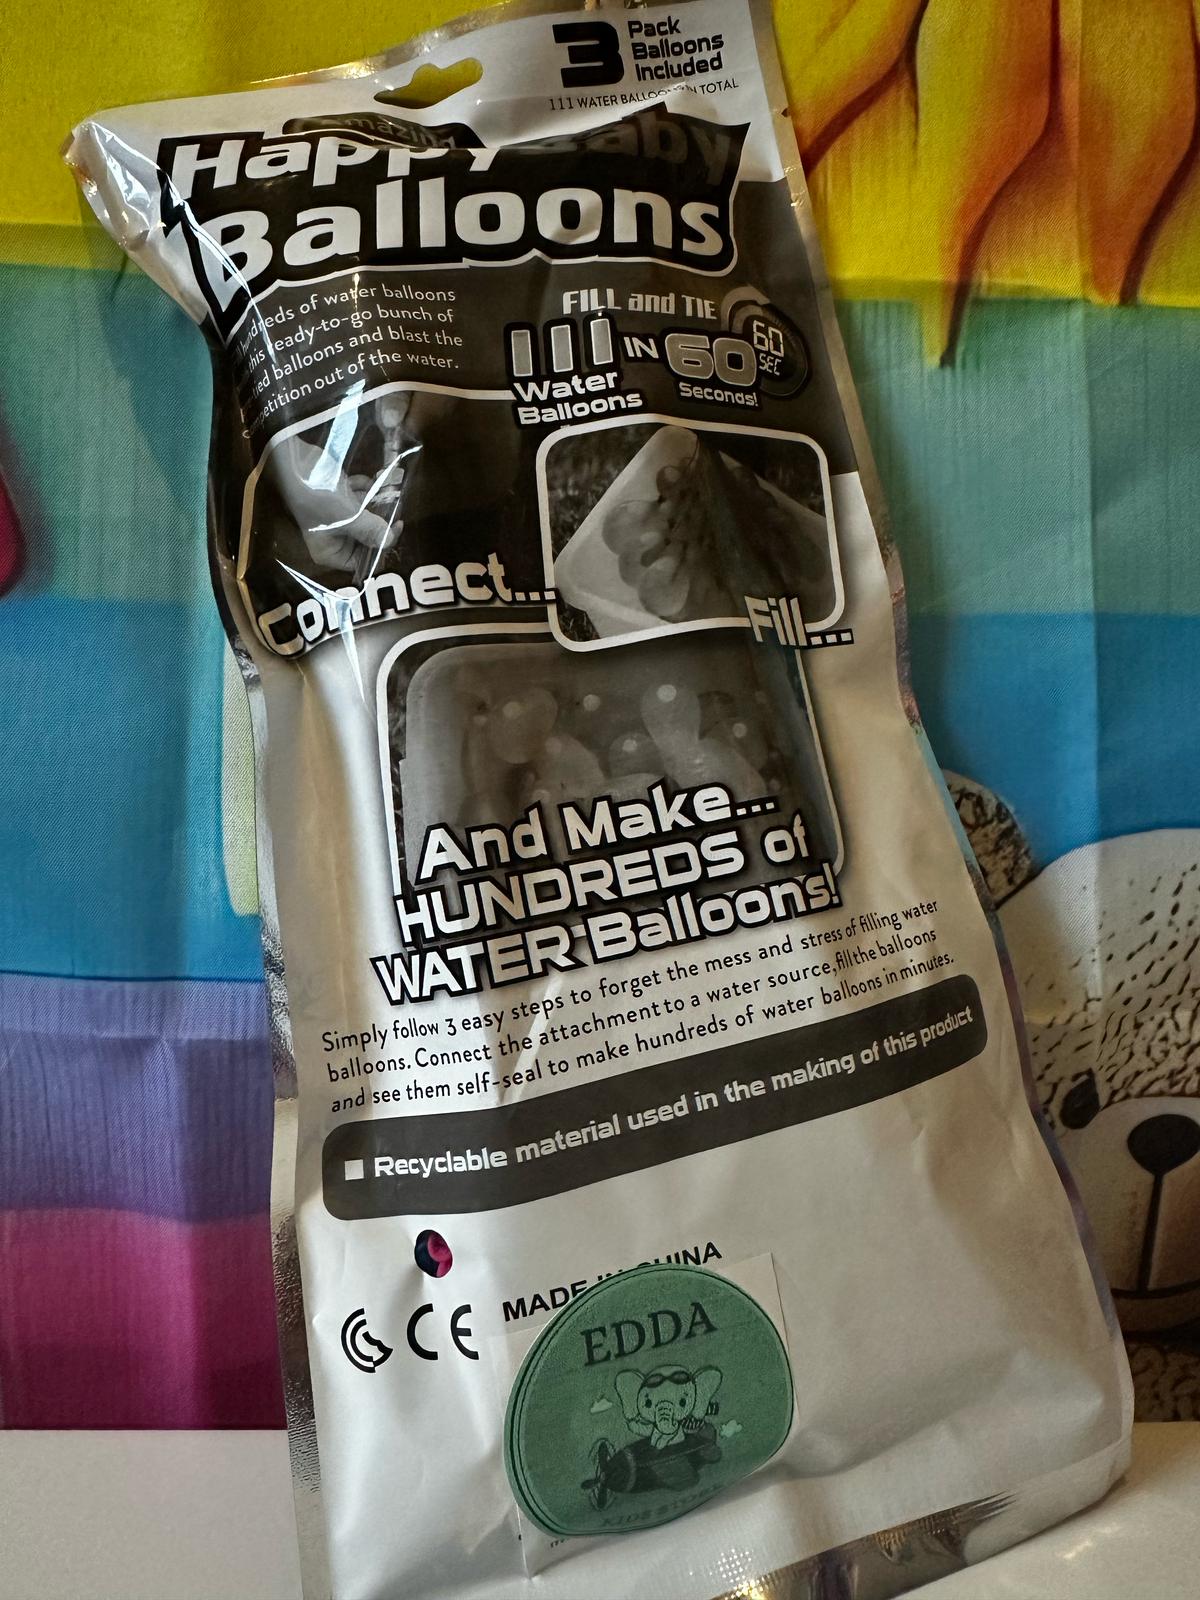 3 Pack
Balloons
Included
111 WATER BALLOONS IN TOTAL
Amazing
Happy Baby
Balloons
hundreds of water balloons
this ready-to-go bunch of
balloons and blast the
out of the water.
FILL and TIE
111 IN 60
60
SEC
Water
Balloons
Seconds!
Connect...
Fill...
And Make...
HUNDREDS of
WATER Balloons!
Simply follow 3 easy steps to forget the mess and stress of filling water
balloons. Connect the attachment to a water source, fill the balloons
and see them self-seal to make hundreds of water balloons in minutes.
Recyclable material used in the making of this product
MADE IN CHINA
CE
EDDA
KIDS STORE